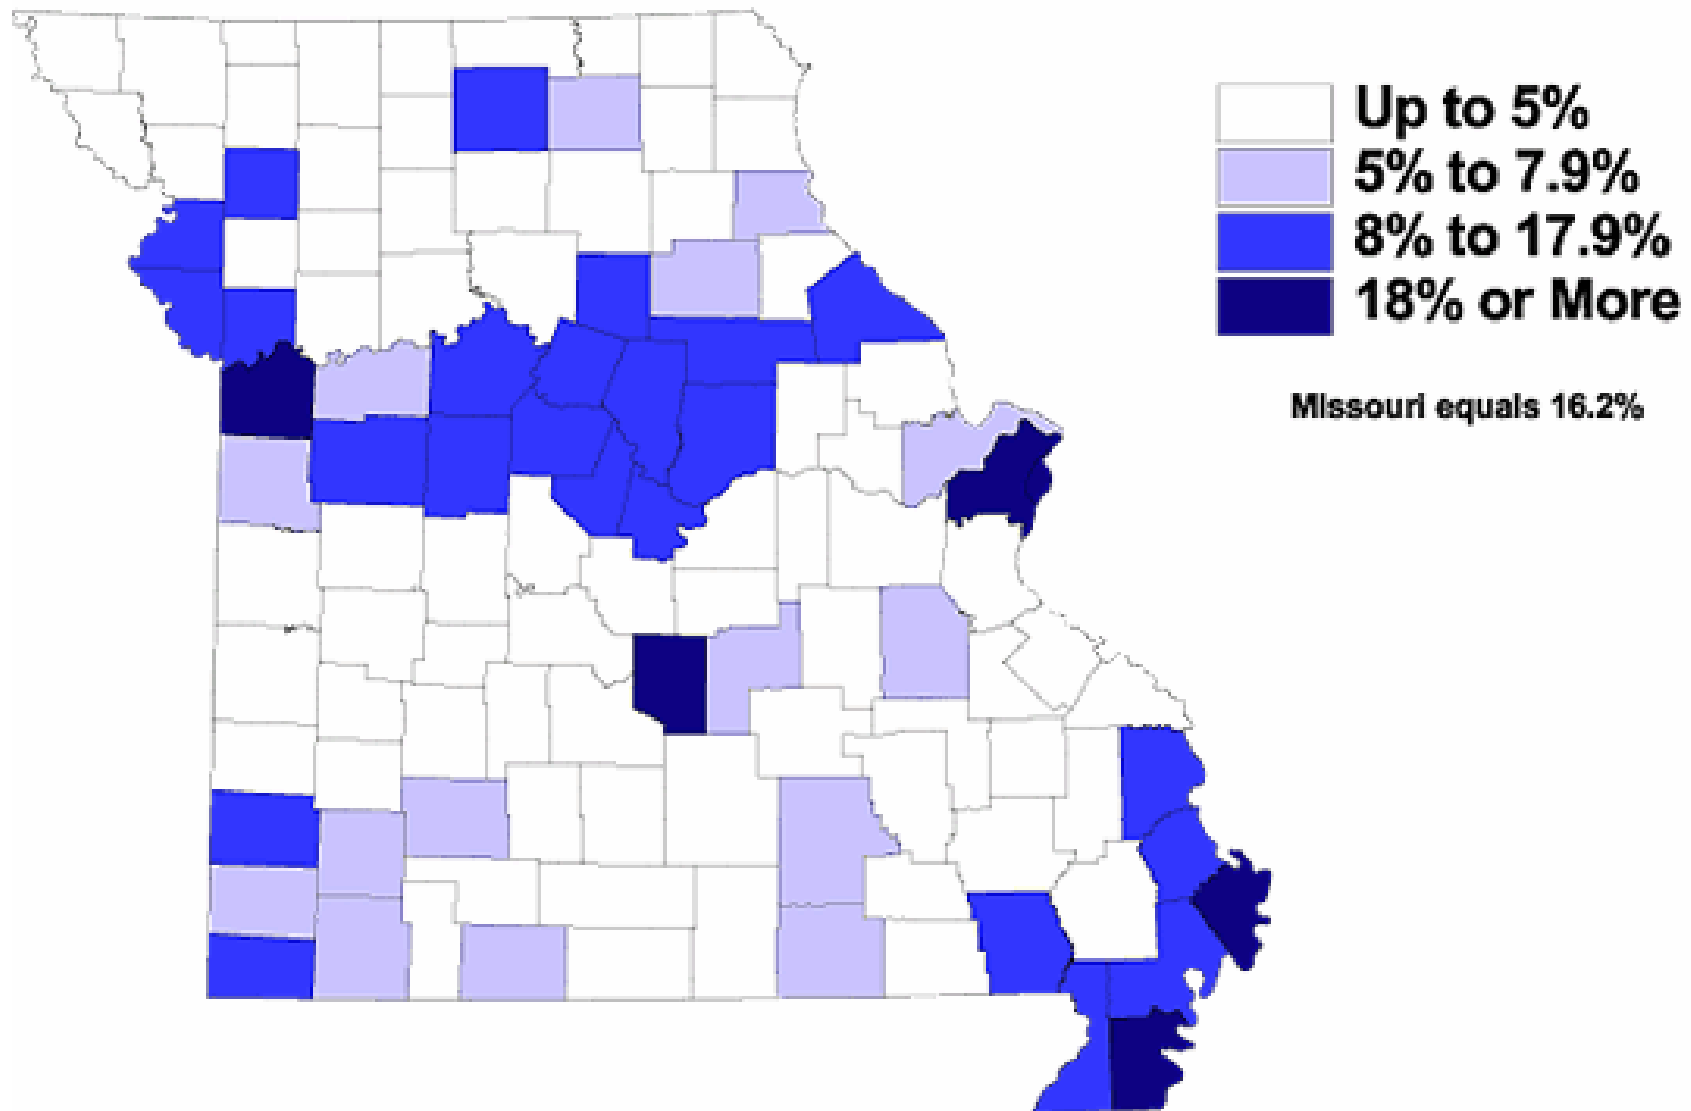 Up to 5%
5% to 7.9%
8% to 17.9%
18% or More
Missouri equals 16.2%